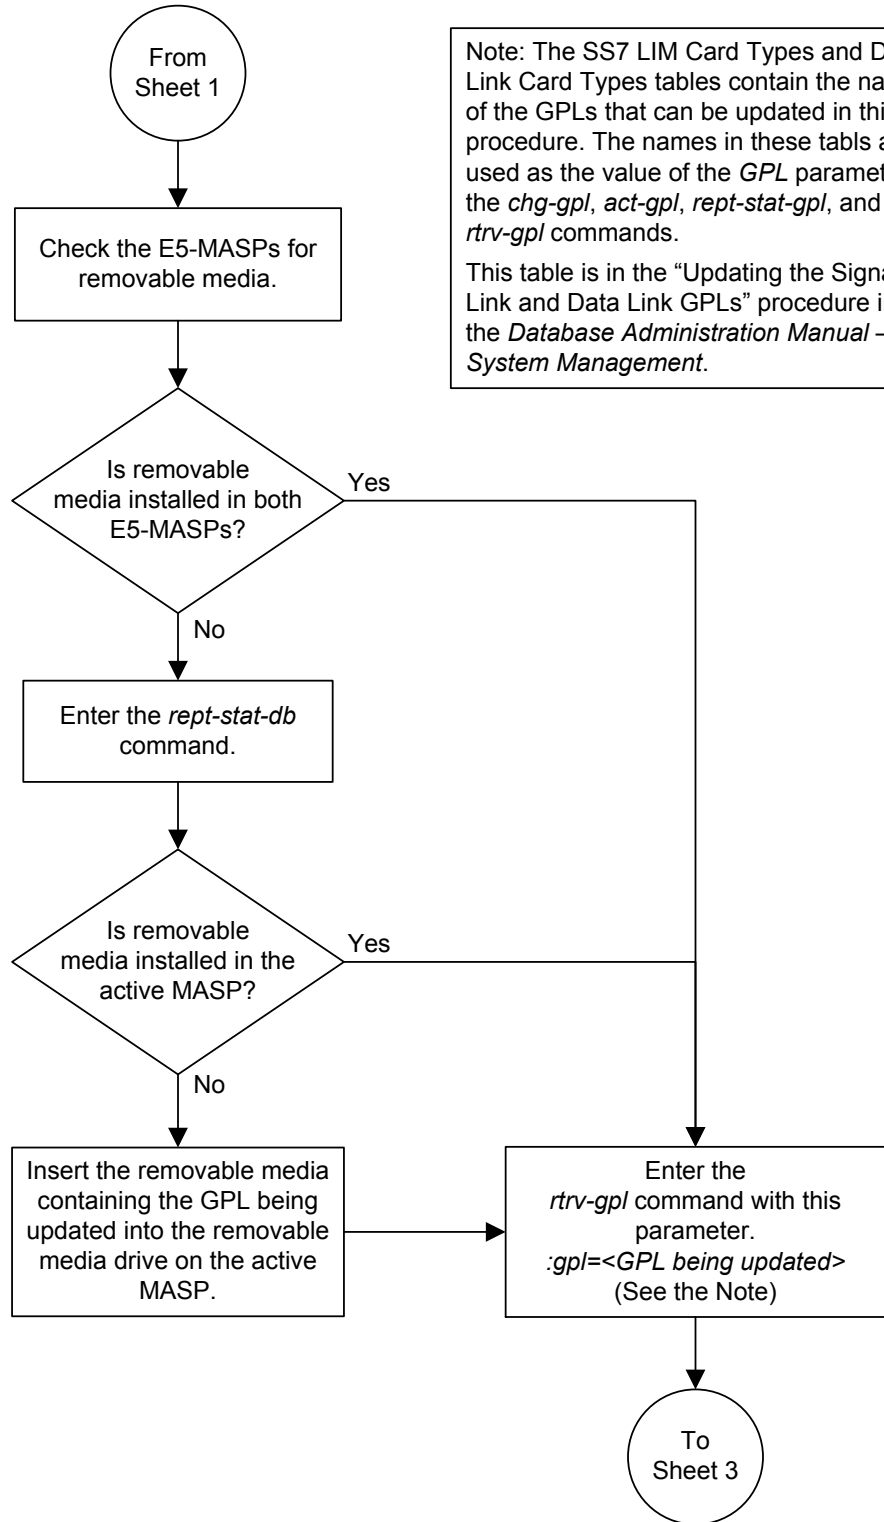 From
Sheet 1
Note: The SS7 LIM Card Types and D
Link Card Types tables contain the na
of the GPLs that can be updated in thi
procedure. The names in these tabls a
used as the value of the GPL paramet
the chg-gpl, act-gpl, rept-stat-gpl, and
rtrv-gpl commands.
This table is in the “Updating the Signa
Link and Data Link GPLs” procedure i
the Database Administration Manual –
System Management.
Check the E5-MASPs for
removable media.
Is removable
media installed in both
E5-MASPs?
Yes
No
Enter the rept-stat-db
command.
Is removable
media installed in the
active MASP?
Yes
No
Insert the removable media
containing the GPL being
updated into the removable
media drive on the active
MASP.
Enter the
rtrv-gpl command with this
parameter.
:gpl=<GPL being updated>
(See the Note)
To
Sheet 3